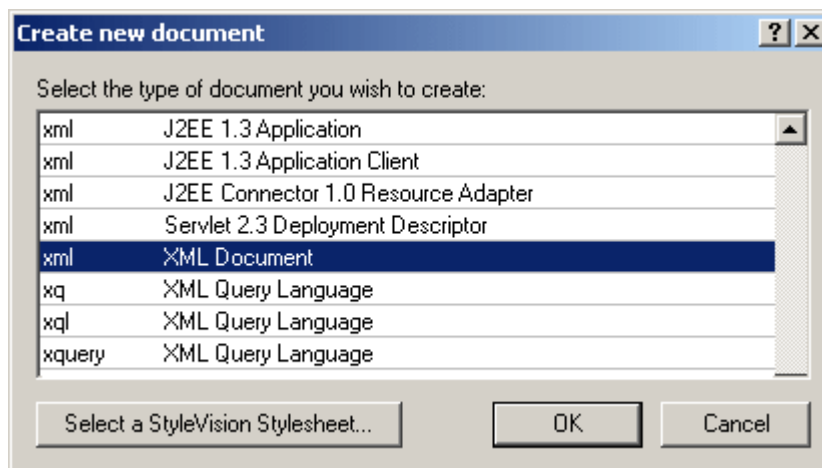 Create new document
Select the type of document you wish to create:
xml J2EE 1.3 Application
xml J2EE 1.3 Application Client
xml J2EE Connector 1.0 Resource Adapter
xml Servlet 2.3 Deployment Descriptor
xml XML Document
xq XML Query Language
xql XML Query Language
xquery XML Query Language
Select a StyleVision Stylesheet... OK Cancel